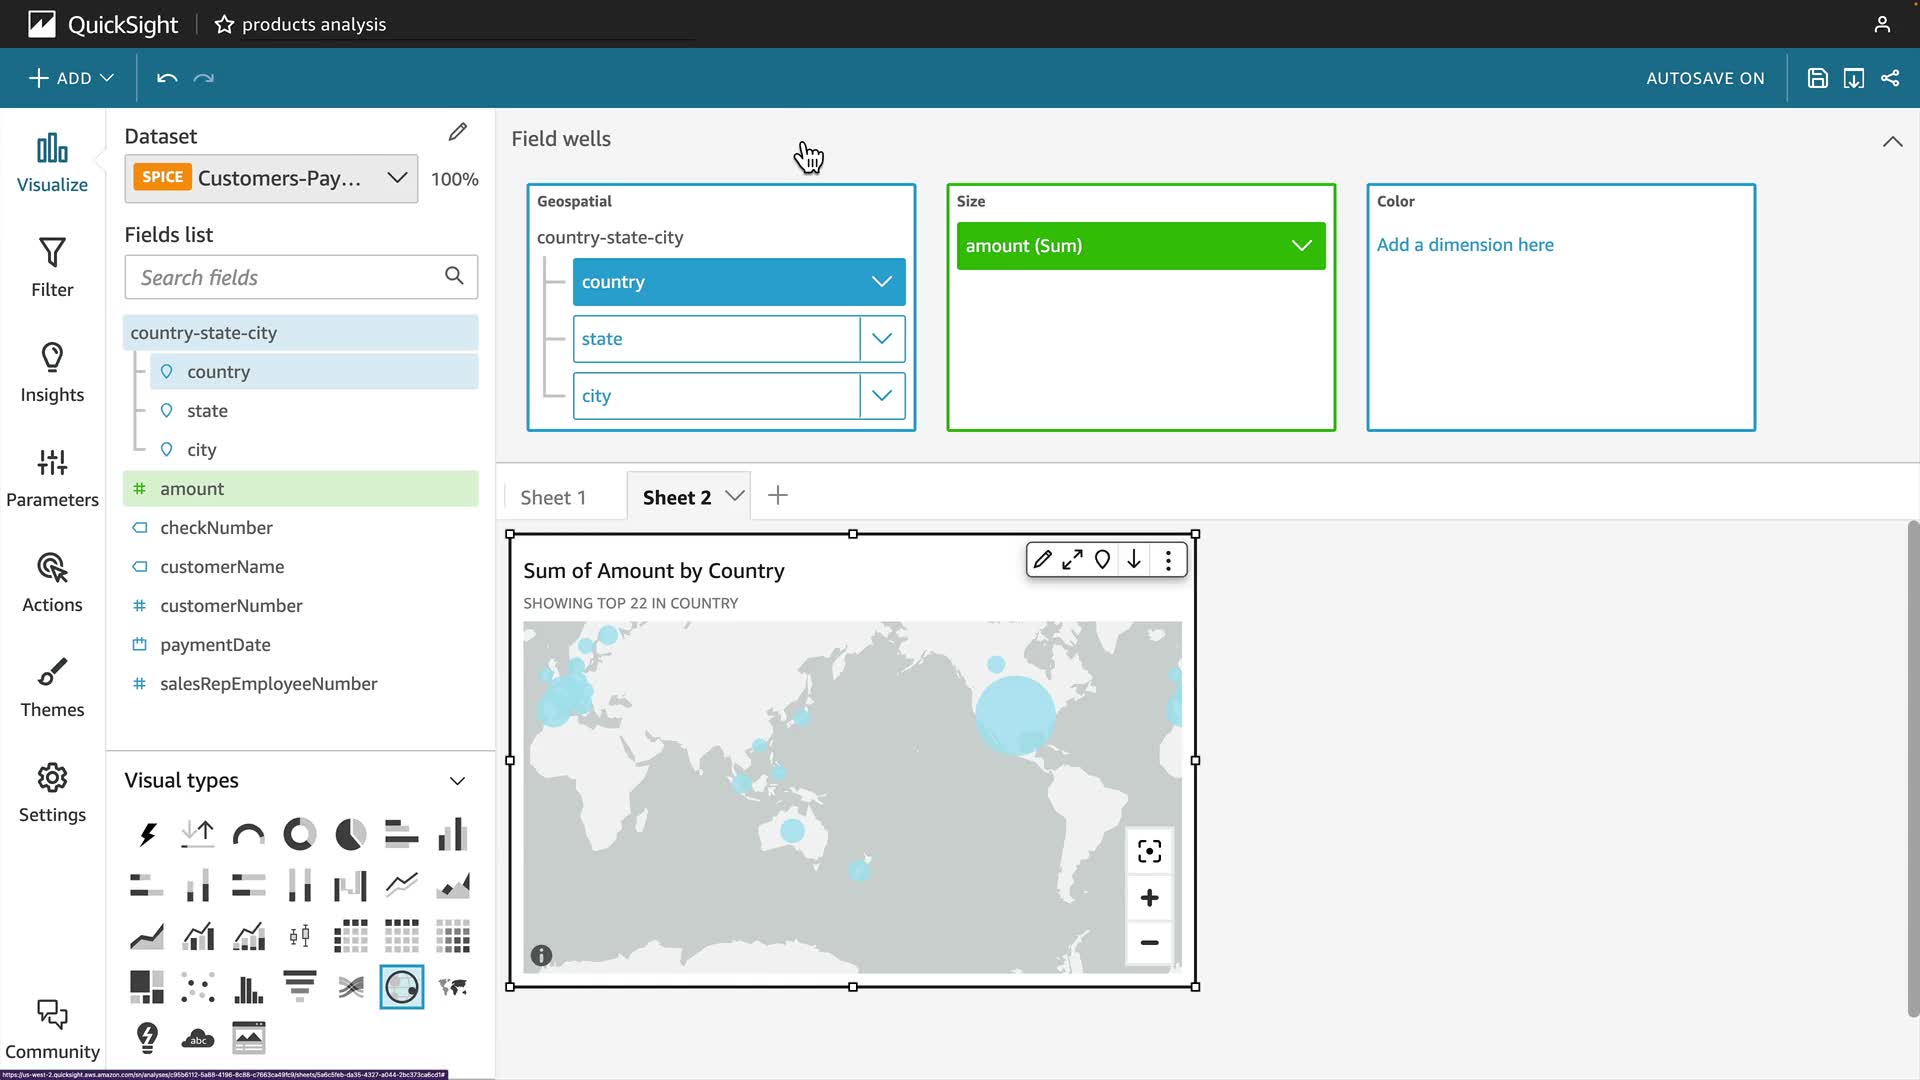 QuickSight
products analysis
ADD
AUTOSAVE ON
Visualize
Filter
Insights
Parameters
Actions
Themes
Settings
Community
Dataset
SPICE Customers-Pay... 100%
Fields list
Search fields
country-state-city
country
state
city
amount
checkNumber
customerName
customerNumber
paymentDate
salesRepEmployeeNumber
Visual types
abc
Field wells
Geospatial
country-state-city
country
state
city
Size
amount (Sum)
Color
Add a dimension here
Sheet 1
Sheet 2
Sum of Amount by Country
SHOWING TOP 22 IN COUNTRY